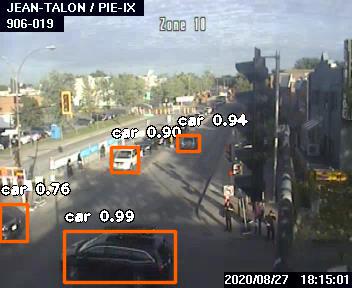 JEAN-TALON / PIE-IX
906-019
Zone 10
car 0.90
car 0.94
car 0.76
car 0.99
2020/08/27 18:15:01